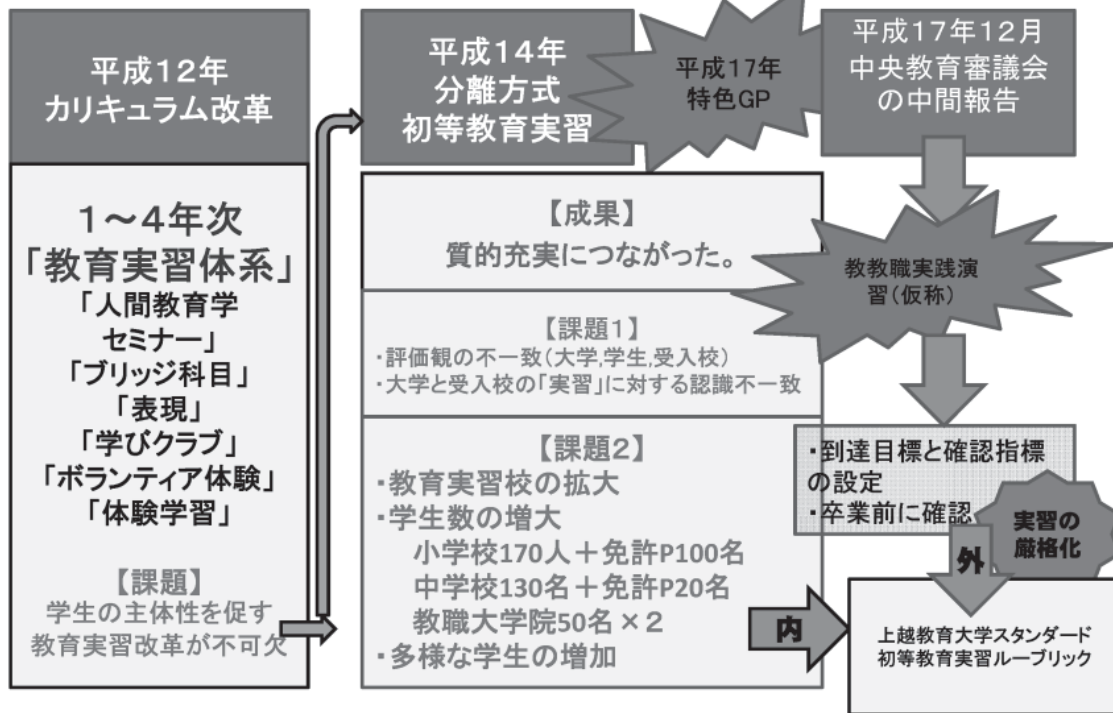 平成12年
カリキュラム改革
1～4年次
「教育実習体系」
「人間教育学
セミナー」
「ブリッジ科目」
「表現」
「学びクラブ」
「ボランティア体験」
「体験学習」
【課題】
学生の主体性を促す
教育実習改革が不可欠
平成14年
分離方式
初等教育実習
平成17年
特色GP
【成果】
質的充実につながった。
【課題1】
・評価観の不一致(大学,学生,受入校)
・大学と受入校の「実習」に対する認識不一致
【課題2】
・教育実習校の拡大
・学生数の増大
小学校170人＋免許P100名
中学校130名＋免許P20名
教職大学院50名×2
・多様な学生の増加
内
平成17年12月
中央教育審議会
の中間報告
教教職実践演
習(仮称)
・到達目標と確認指標
の設定
・卒業前に確認
実習の
厳格化
外
上越教育大学スタンダード
初等教育実習ルーブリック